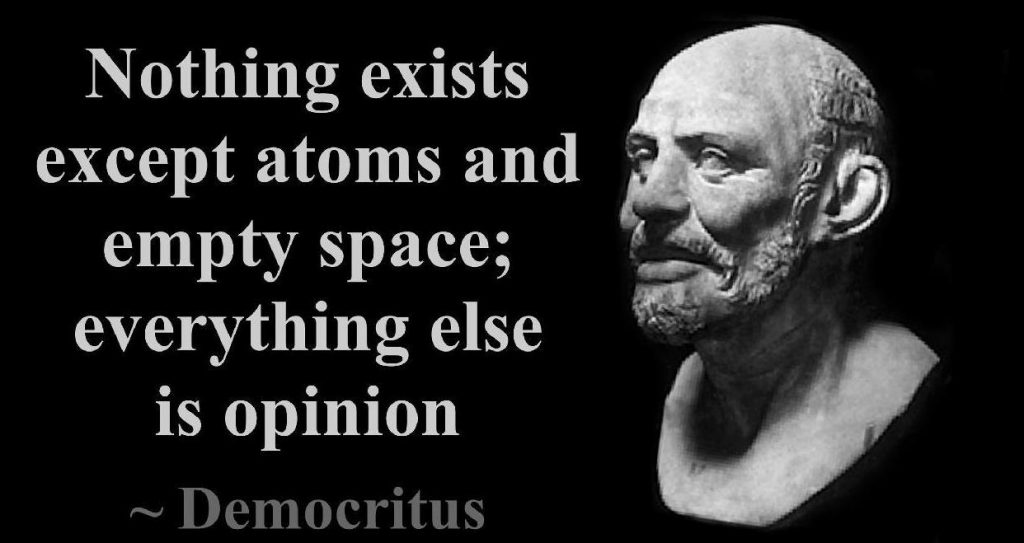 Nothing exists
except atoms and
empty space;
everything else
is opinion
~ Democritus